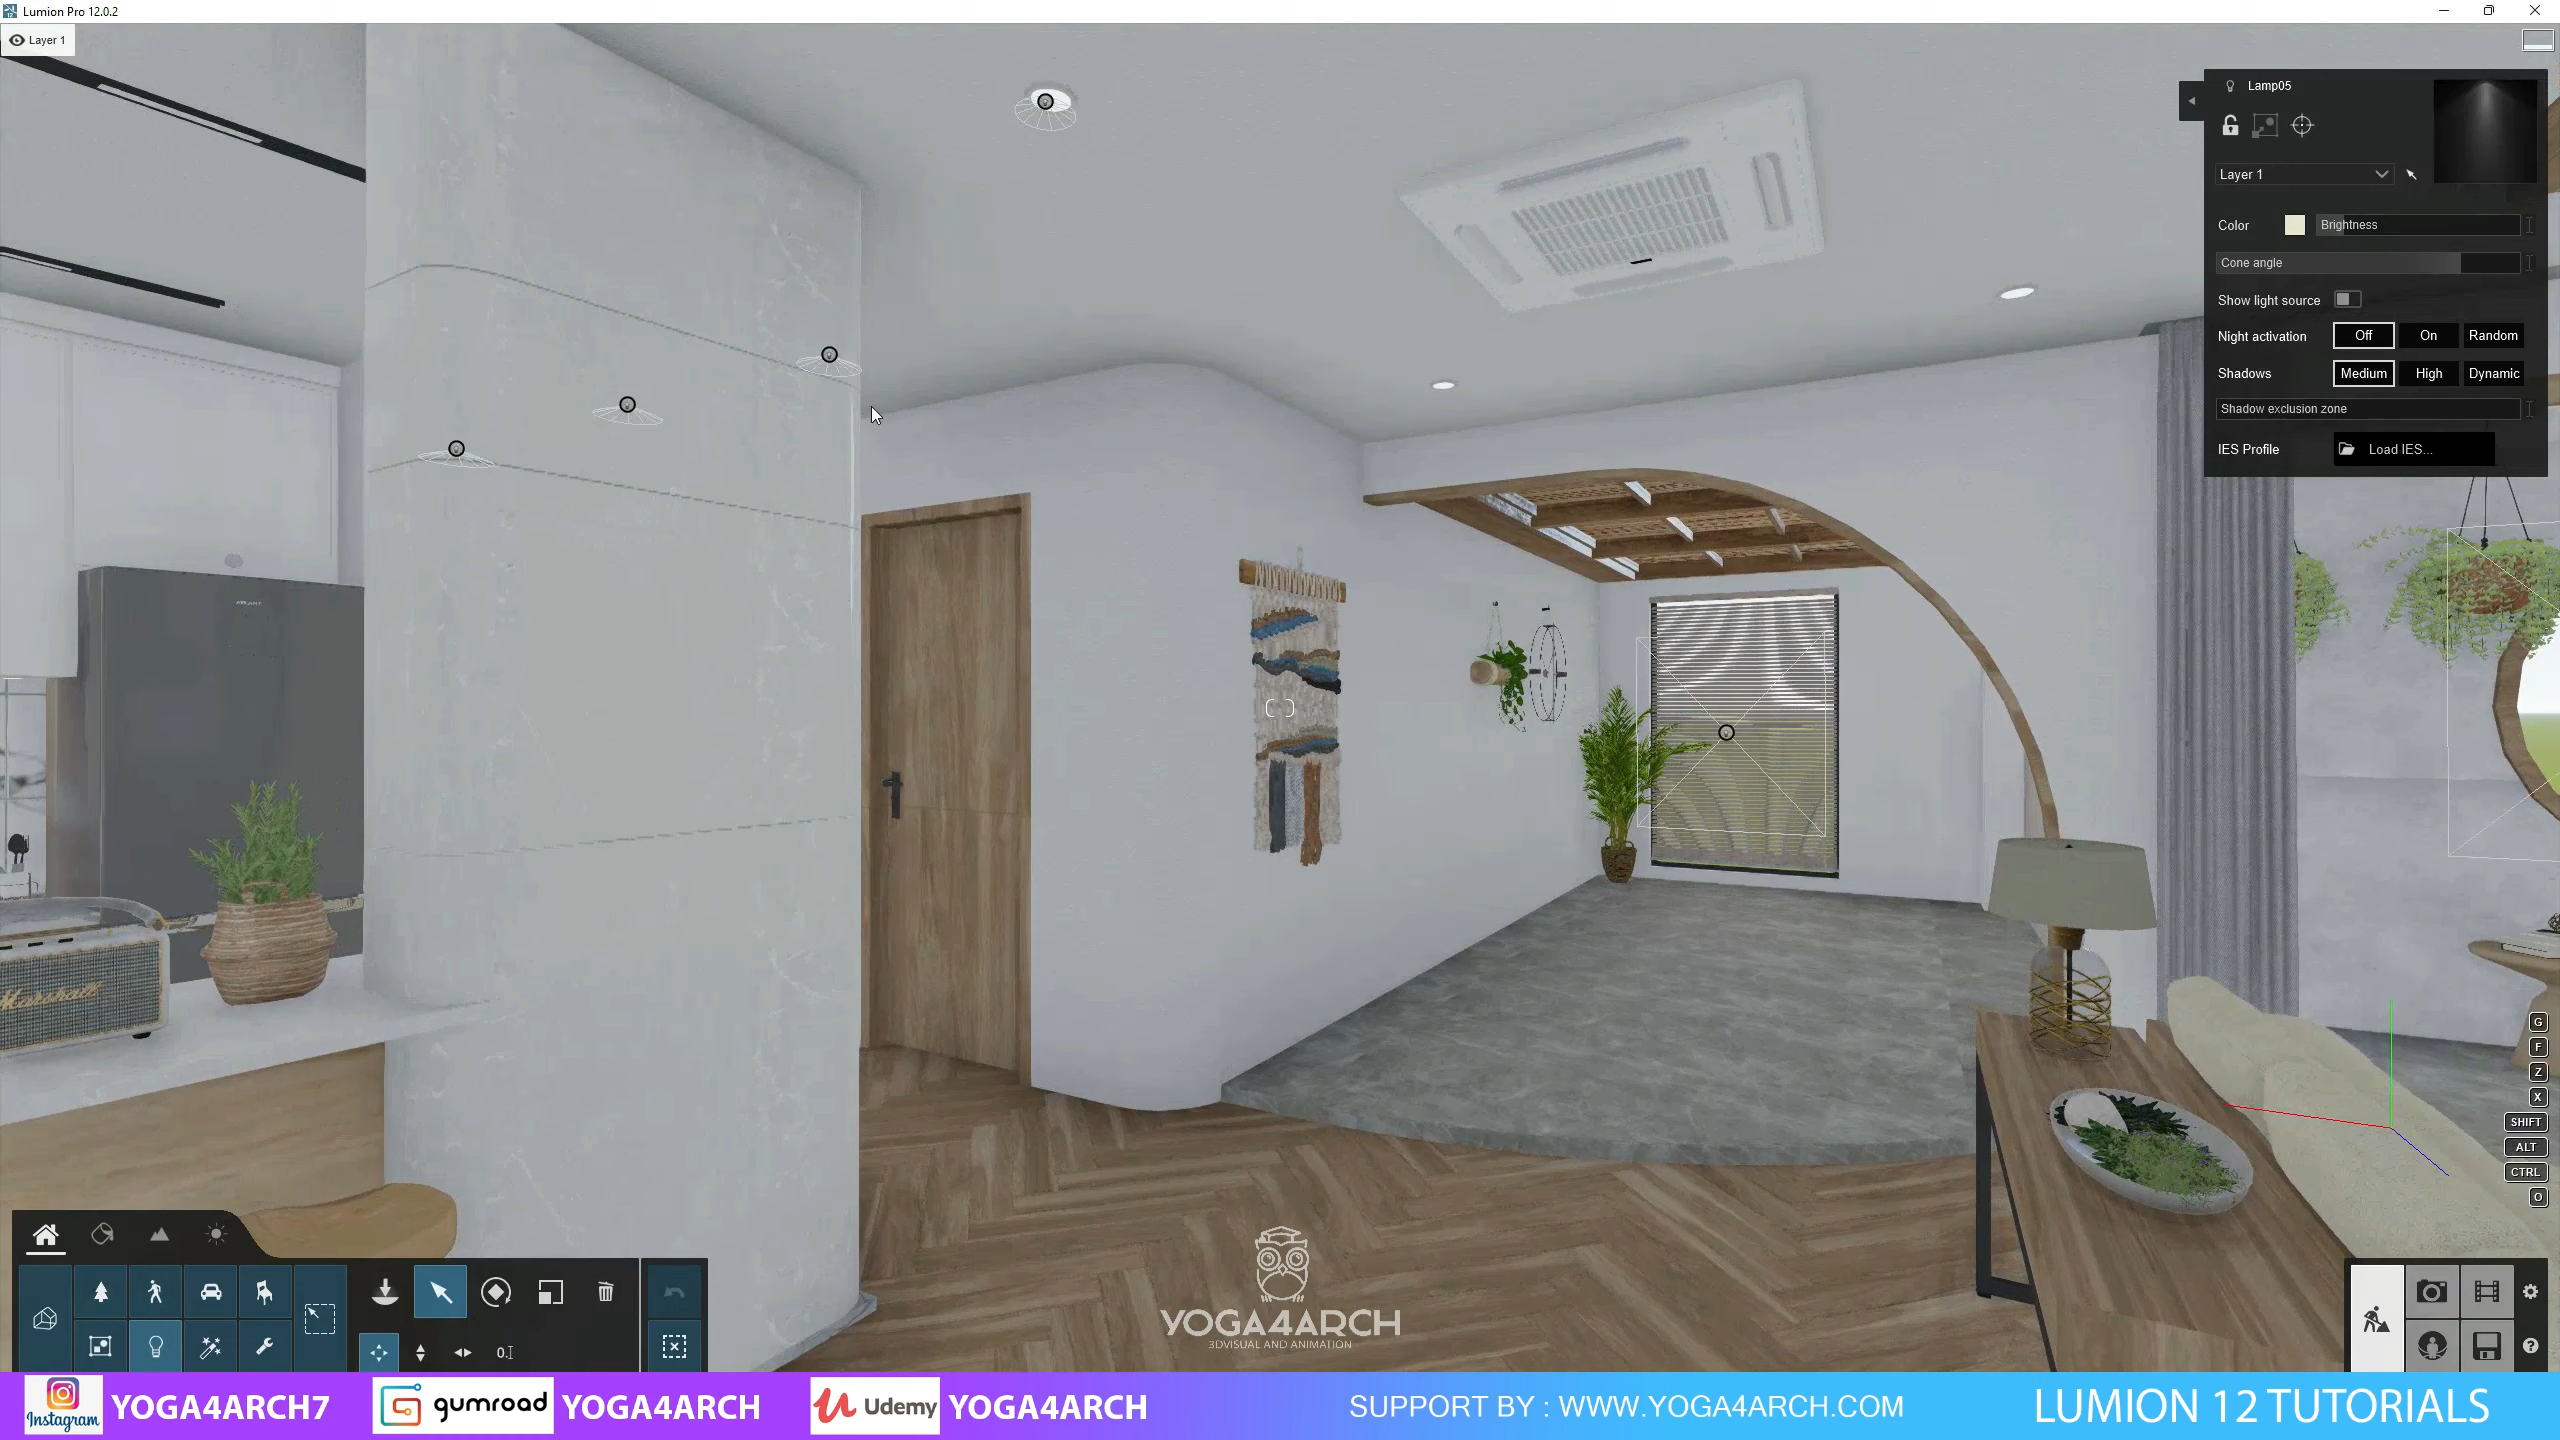 Lumion Pro 12.0.2
Layer 1
Lamp05
Layer 1
Color
Brightness
Cone angle
Show light source
Night activation
Off
On
Random
Shadows
Medium
High
Dynamic
Shadow exclusion zone
IES Profile
Load IES...
Marshall
G
F
Z
X
SHIFT
ALT
CTRL
O
YOGA4ARCH
3DVISUAL AND ANIMATION
Instagram
YOGA4ARCH7
gumroad
YOGA4ARCH
Udemy
YOGA4ARCH
SUPPORT BY : WWW.YOGA4ARCH.COM
LUMION 12 TUTORIALS